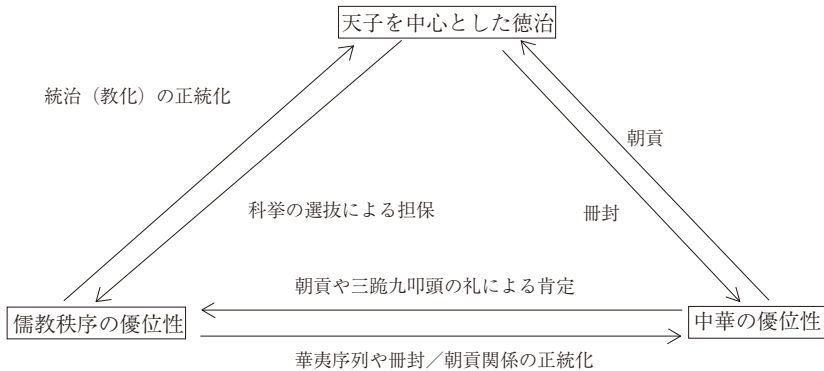 天子を中心とした徳治
統治（教化）の正統化
朝貢
科挙の選抜による担保
冊封
朝貢や三跪九叩頭の礼による肯定
儒教秩序の優位性
中華の優位性
華夷序列や冊封／朝貢関係の正統化